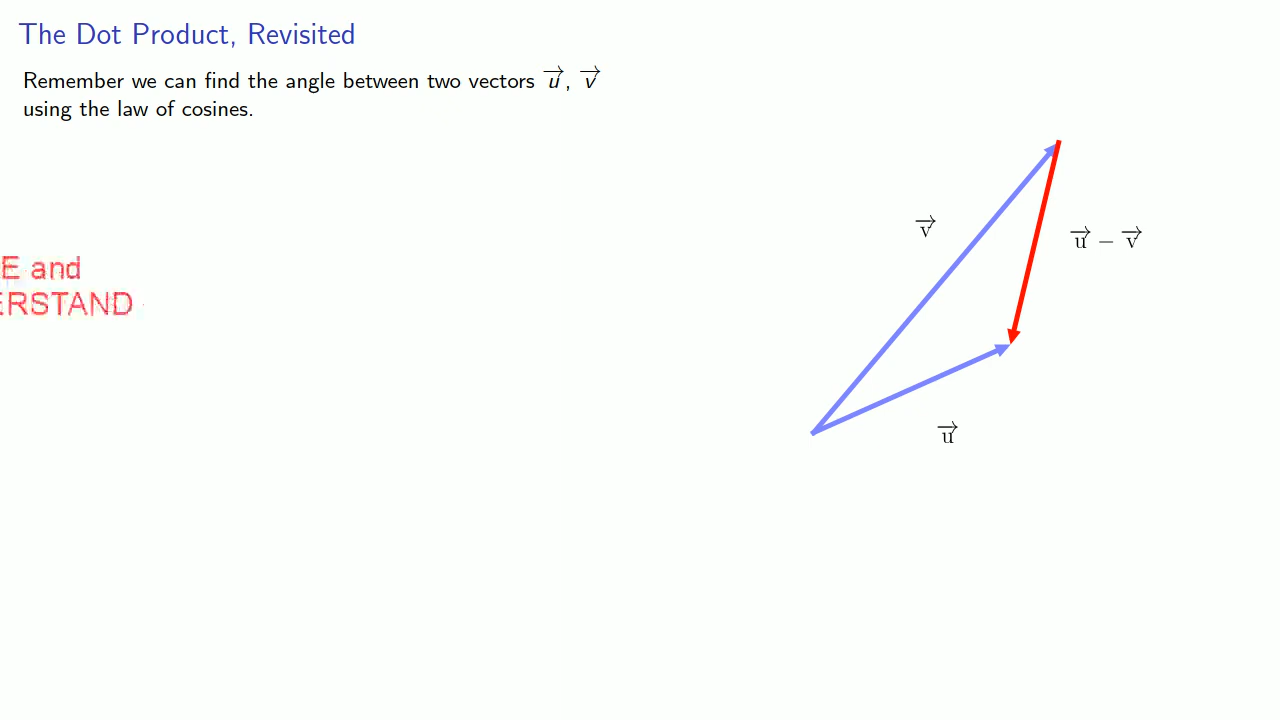 The Dot Product, Revisited
Remember we can find the angle between two vectors u⃗, v⃗
using the law of cosines.
v⃗
u⃗ − v⃗
E and
ERSTAND
u⃗